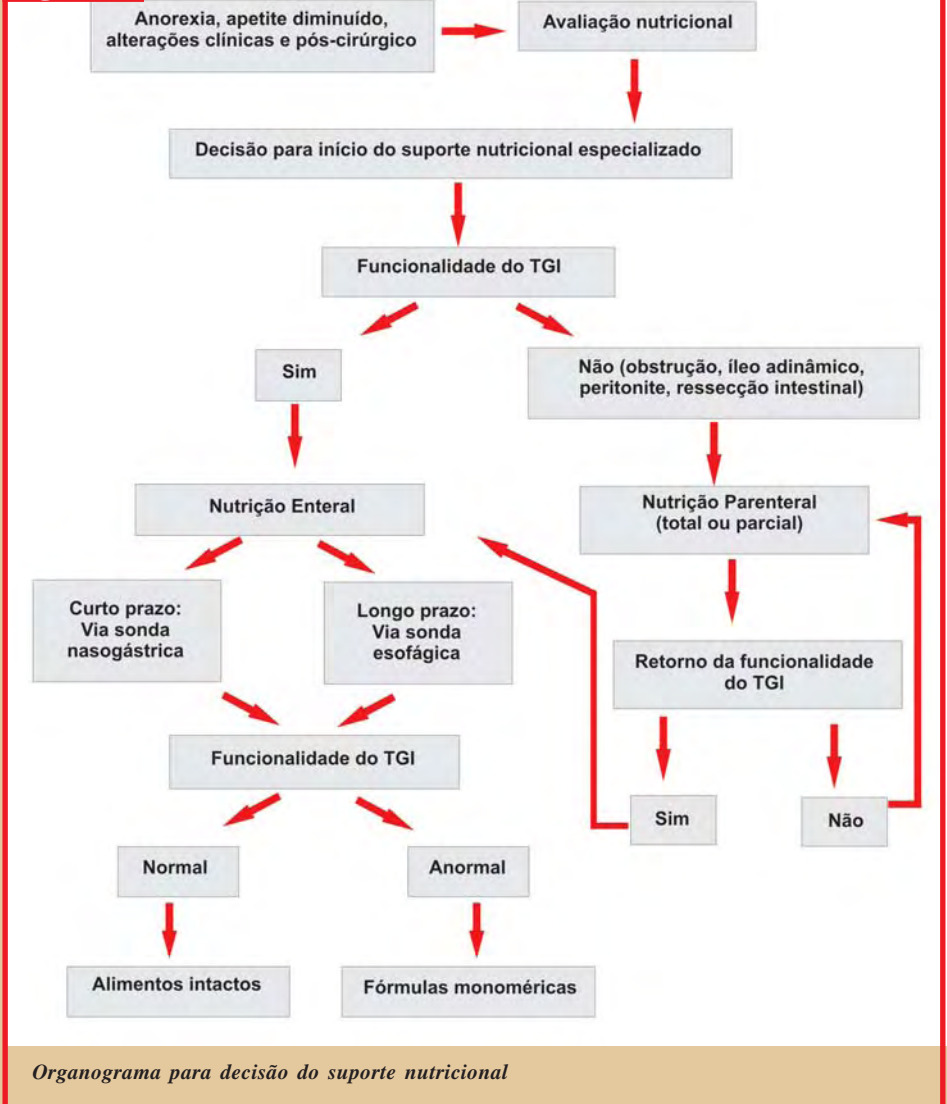 Anorexia, apetite diminuído,
alterações clínicas e pós-cirúrgico
Avaliação nutricional
Decisão para início do suporte nutricional especializado
Funcionalidade do TGI
Sim
Não (obstrução, íleo adinâmico,
peritonite, ressecção intestinal)
Nutrição Enteral
Nutrição Parenteral
(total ou parcial)
Curto prazo:
Via sonda
nasogástrica
Longo prazo:
Via sonda
esofágica
Retorno da funcionalidade
do TGI
Funcionalidade do TGI
Sim
Não
Normal
Anormal
Alimentos intactos
Fórmulas monoméricas
Organograma para decisão do suporte nutricional